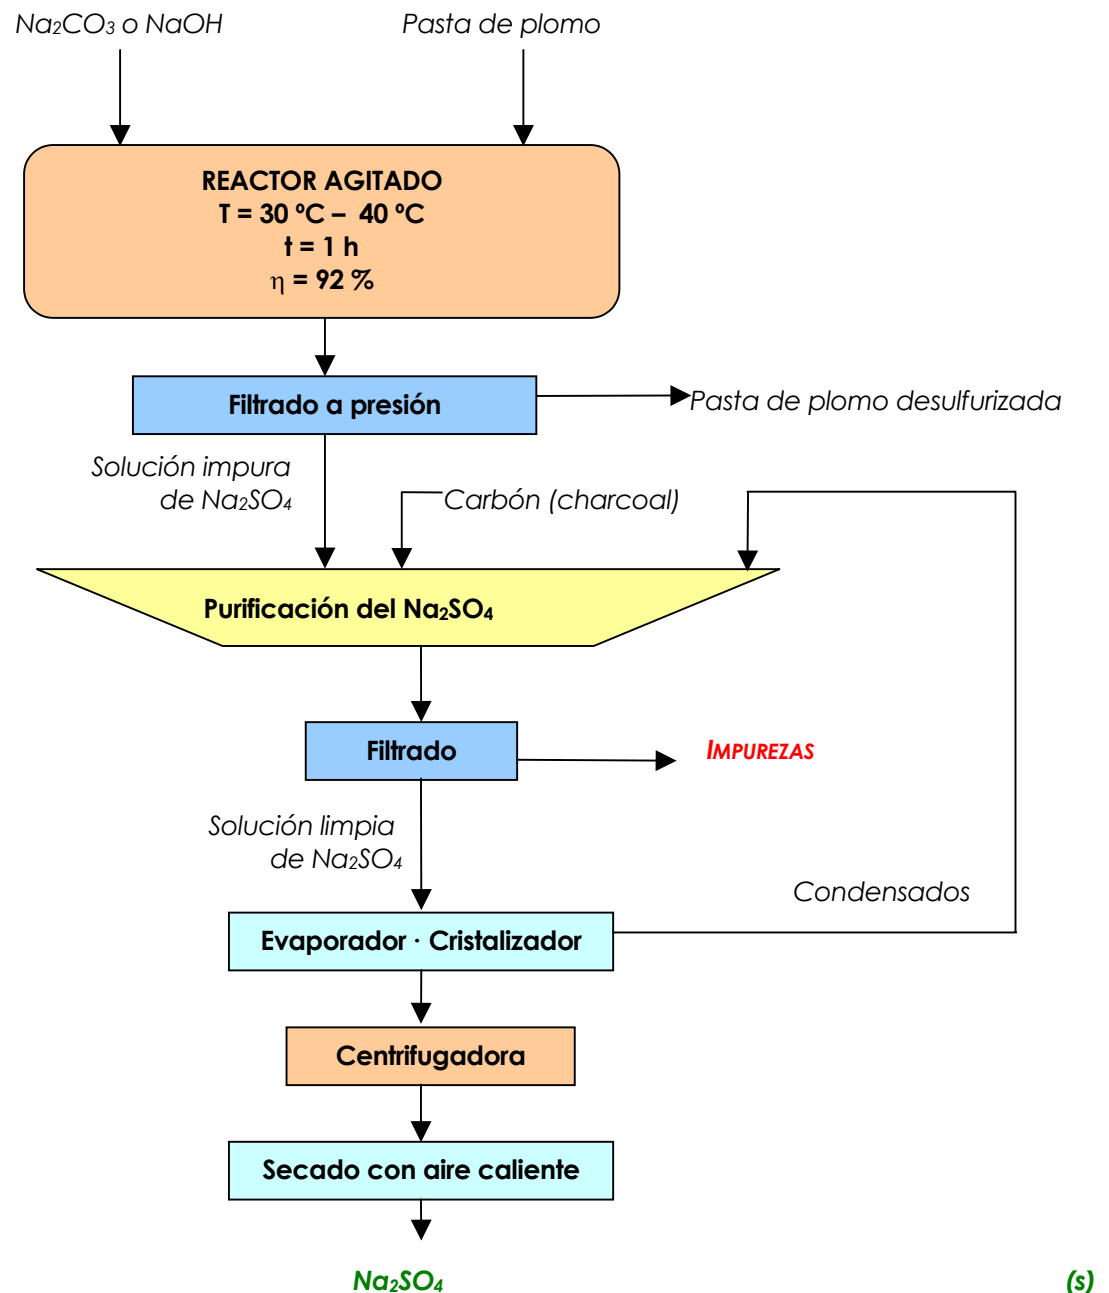 Na₂CO₃ o NaOH
Pasta de plomo
REACTOR AGITADO
T = 30 ºC – 40 ºC
t = 1 h
η = 92 %
Filtrado a presión
Pasta de plomo desulfurizada
Solución impura
de Na₂SO₄
Carbón (charcoal)
Purificación del Na₂SO₄
Filtrado
IMPUREZAS
Solución limpia
de Na₂SO₄
Condensados
Evaporador · Cristalizador
Centrifugadora
Secado con aire caliente
Na₂SO₄ (s)